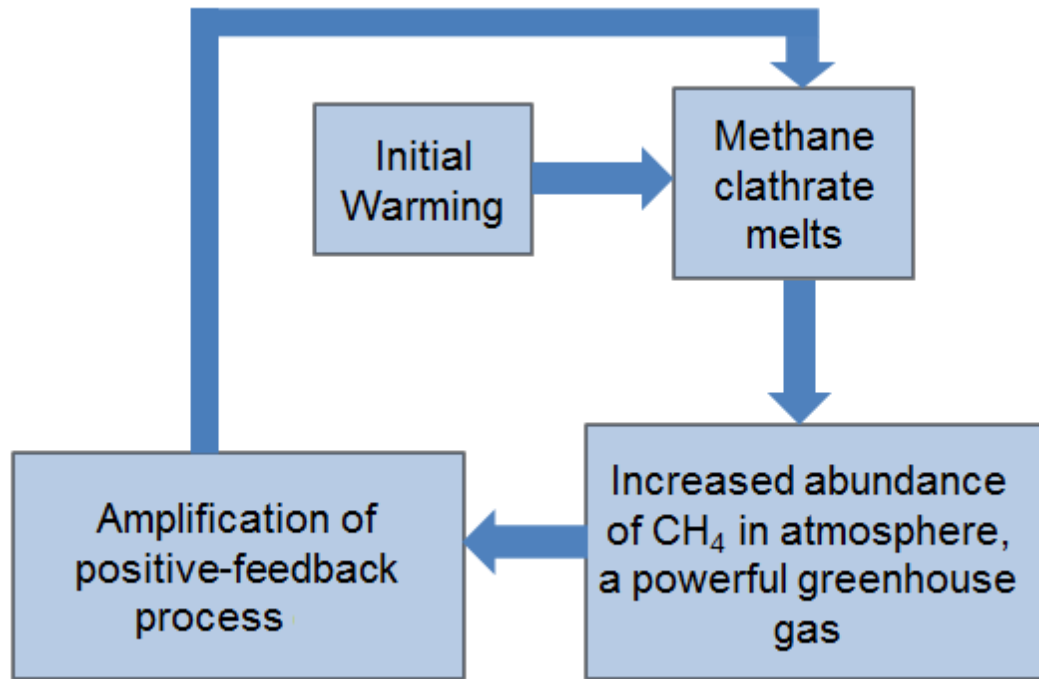 Initial
Warming
Methane
clathrate
melts
Increased abundance
of CH₄ in atmosphere,
a powerful greenhouse
gas
Amplification of
positive-feedback
process